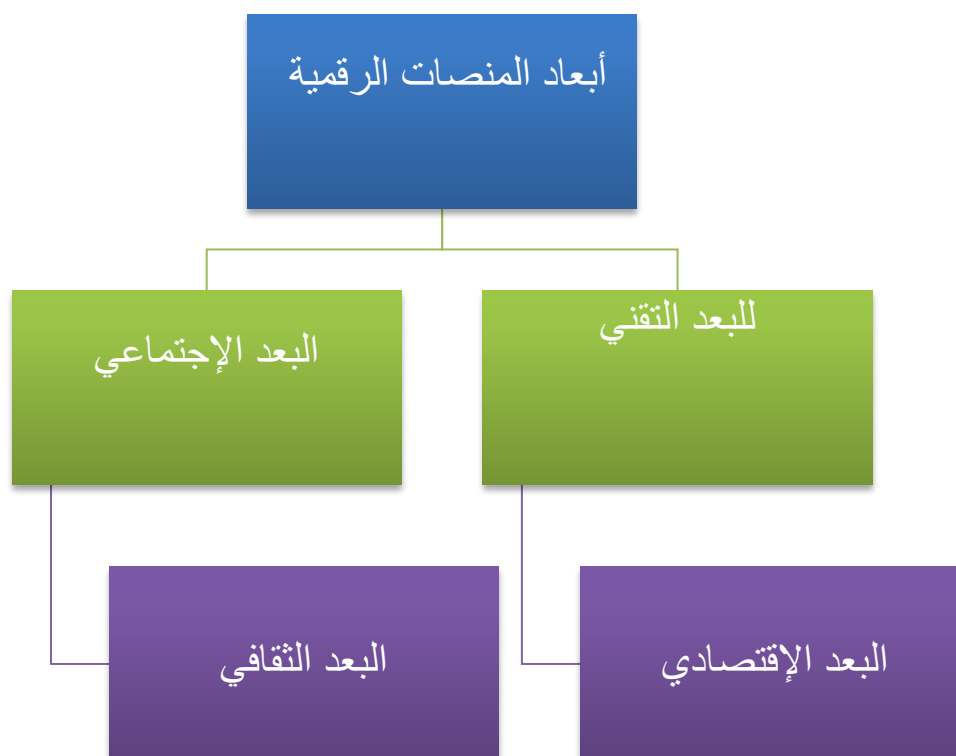 أبعاد المنصات الرقمية
للبعد التقني
البعد الإجتماعي
البعد الإقتصادي
البعد الثقافي